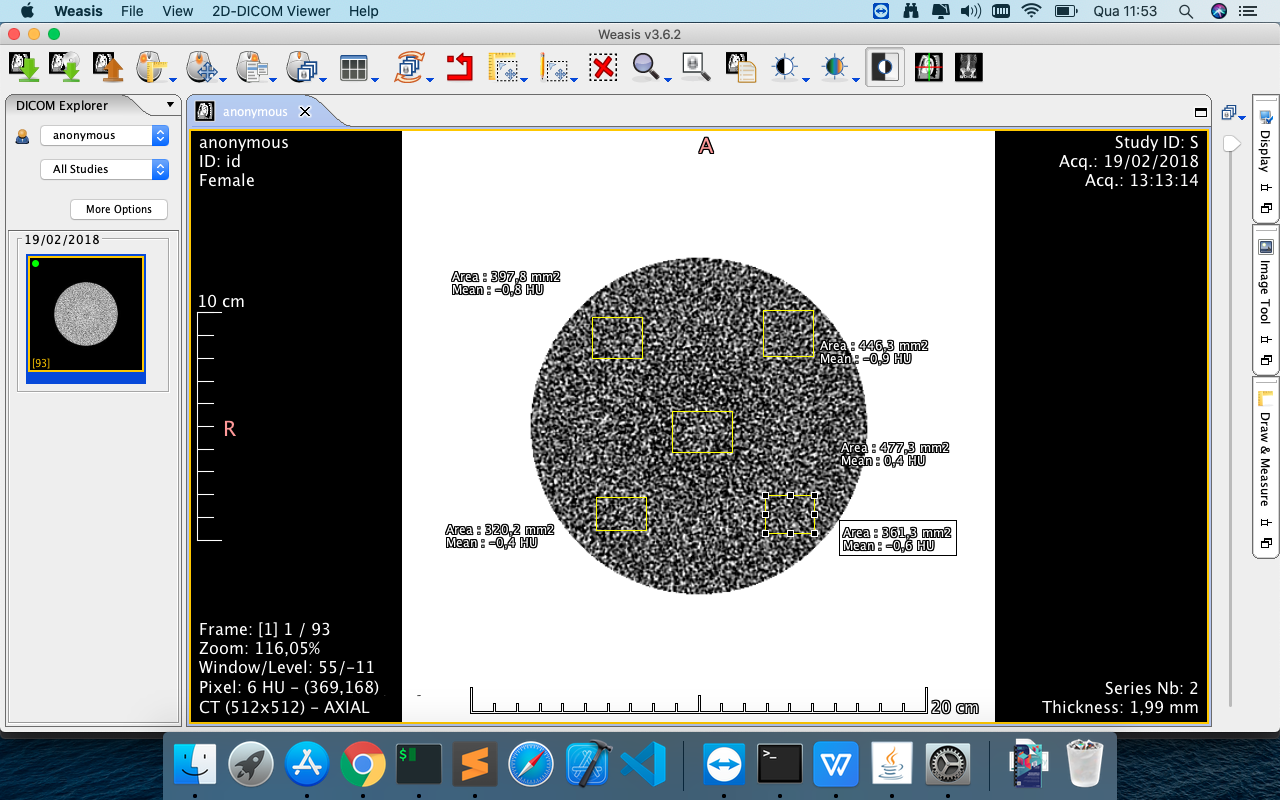 Weasis File View 2D-DICOM Viewer Help Qua 11:53
Weasis v3.6.2
DICOM Explorer
anonymous
All Studies
More Options
19/02/2018
[93]
anonymous
anonymous
ID: id
Female
A
Study ID: S
Acq.: 19/02/2018
Acq.: 13:13:14
10 cm
R
Area : 397,8 mm2
Mean : -0,8 HU
Area : 446,3 mm2
Mean : -0,9 HU
Area : 477,3 mm2
Mean : 0,4 HU
Area : 320,2 mm2
Mean : -0,4 HU
Area : 361,3 mm2
Mean : -0,6 HU
Frame: [1] 1 / 93
Zoom: 116,05%
Window/Level: 55/-11
Pixel: 6 HU - (369,168)
CT (512x512) - AXIAL
20 cm
Series Nb: 2
Thickness: 1,99 mm
Display
Image Tool
Draw & Measure
$
>_